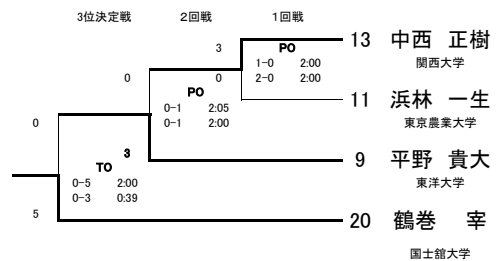 3位決定戦 2回戦 1回戦
3 PO 13 中西 正樹
1-0 2:00 関西大学
0 0 2-0 2:00
PO
0-1 2:05 11 浜林 一生
0-1 2:00 東京農業大学
0
3 9 平野 貴大
TO 東洋大学
0-5 2:00
0-3 0:39
5 20 鶴巻 宰
国士舘大学